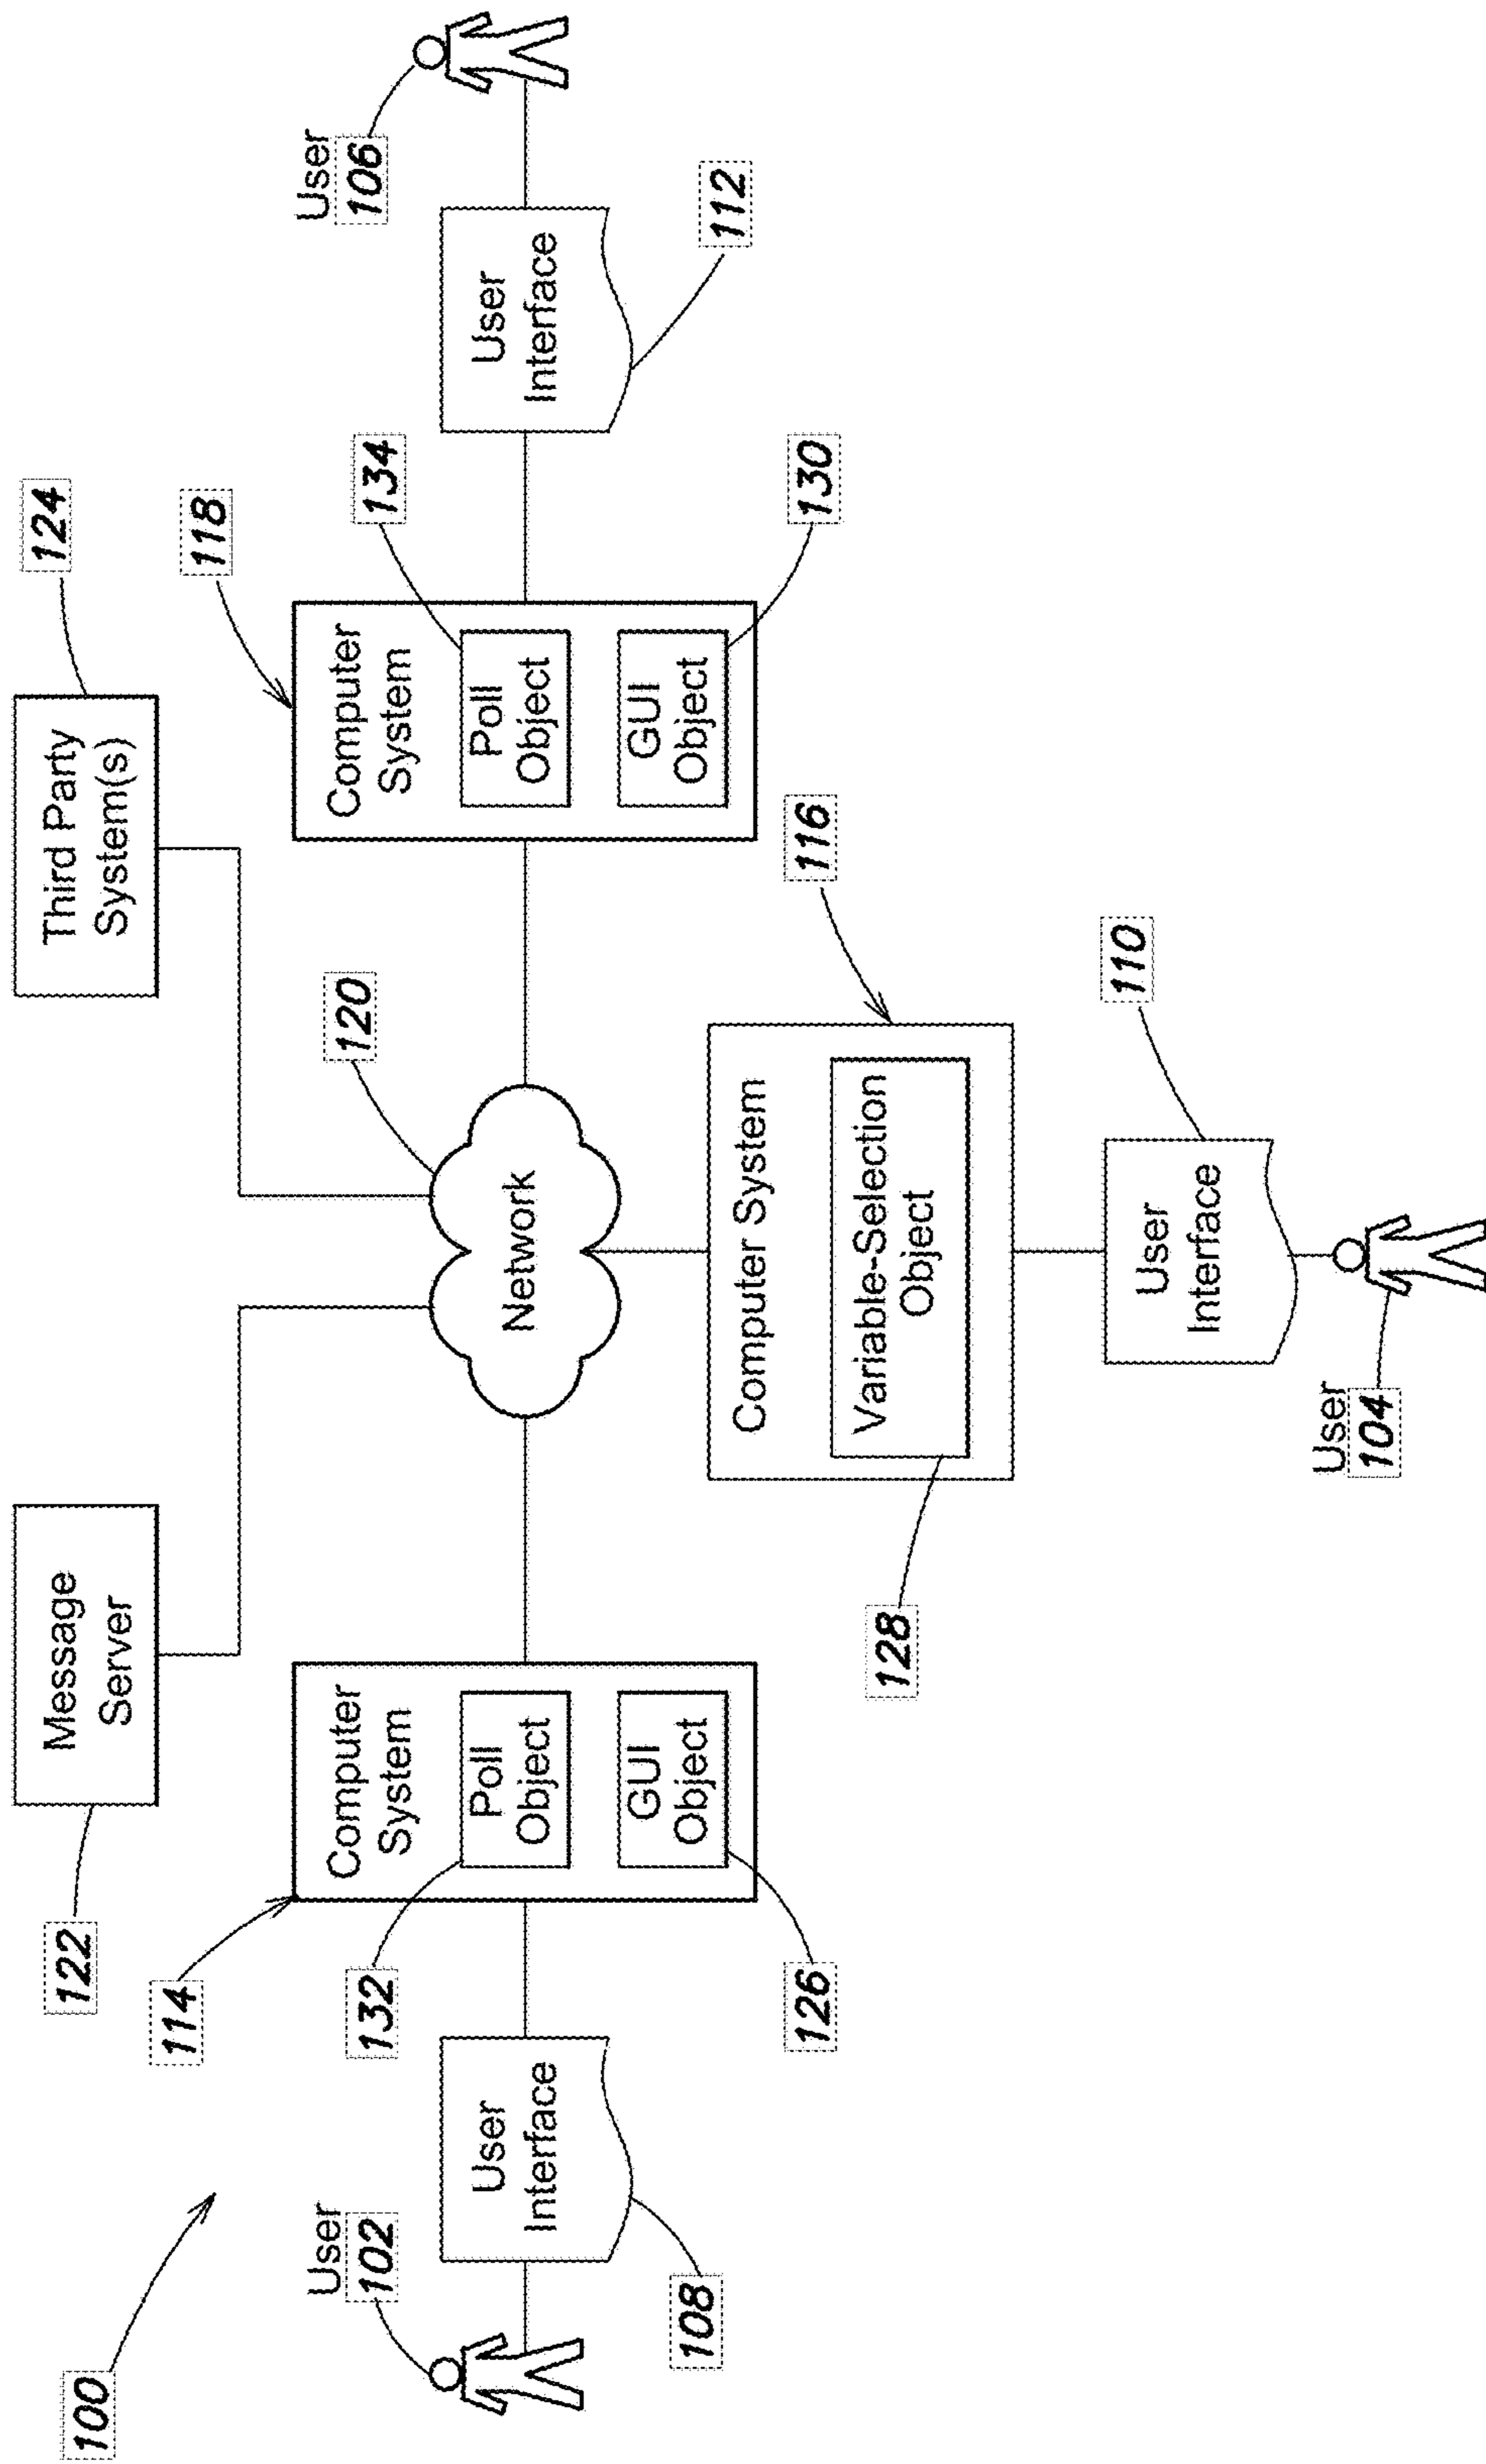 100
122
Message
Server
Third Party
System(s)
124
114
118
User
102
132
Computer
System
Poll
Object
GUI
Object
120
Network
134
Computer
System
Poll
Object
GUI
Object
User
106
User
Interface
108
126
User
Interface
112
130
116
Computer System
Variable-Selection
Object
128
110
User
Interface
User
104